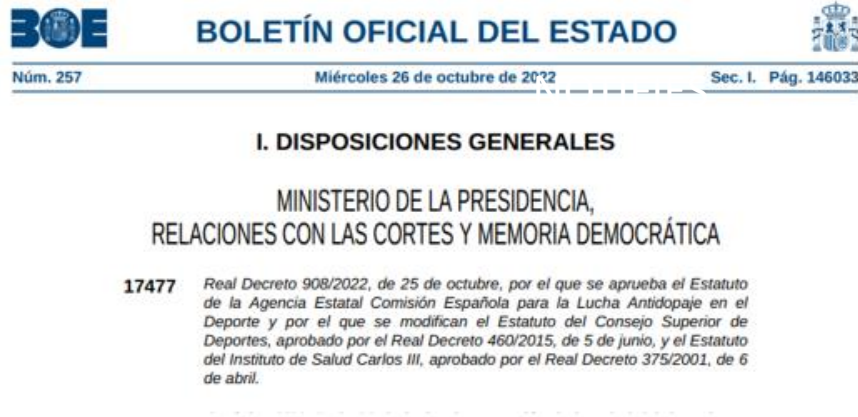 BOE
BOLETÍN OFICIAL DEL ESTADO
Núm. 257
Miércoles 26 de octubre de 2022
Sec. I. Pág. 146033
I. DISPOSICIONES GENERALES
MINISTERIO DE LA PRESIDENCIA,
RELACIONES CON LAS CORTES Y MEMORIA DEMOCRÁTICA
17477
Real Decreto 908/2022, de 25 de octubre, por el que se aprueba el Estatuto
de la Agencia Estatal Comisión Española para la Lucha Antidopaje en el
Deporte y por el que se modifican el Estatuto del Consejo Superior de
Deportes, aprobado por el Real Decreto 460/2015, de 5 de junio, y el Estatuto
del Instituto de Salud Carlos III, aprobado por el Real Decreto 375/2001, de 6
de abril.